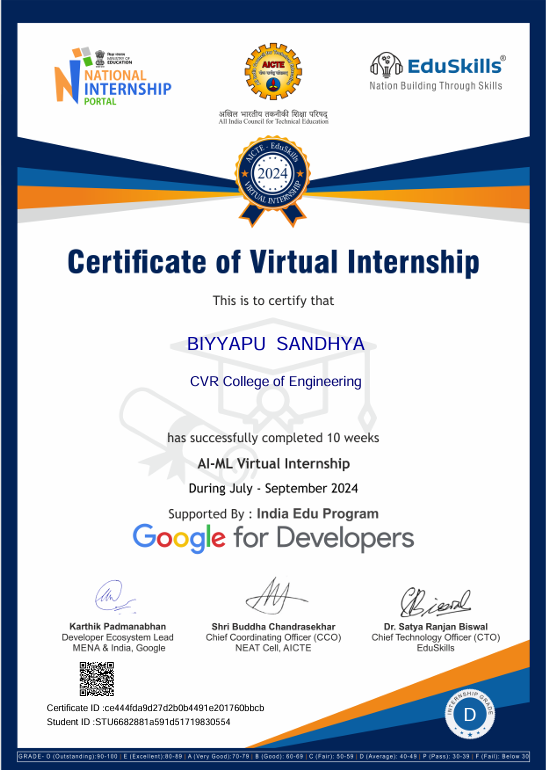 शिक्षा मंत्रालय
MINISTRY OF
EDUCATION
NATIONAL
INTERNSHIP
PORTAL
AICTE
अखिल भारतीय तकनीकी शिक्षा परिषद्
All India Council for Technical Education
EduSkills®
Nation Building Through Skills
AICTE - EduSkills
2024
VIRTUAL INTERNSHIP
Certificate of Virtual Internship
This is to certify that
BIYYAPU SANDHYA
CVR College of Engineering
has successfully completed 10 weeks
AI-ML Virtual Internship
During July - September 2024
Supported By : India Edu Program
Google for Developers
Karthik Padmanabhan
Developer Ecosystem Lead
MENA & India, Google
Shri Buddha Chandrasekhar
Chief Coordinating Officer (CCO)
NEAT Cell, AICTE
Dr. Satya Ranjan Biswal
Chief Technology Officer (CTO)
EduSkills
Certificate ID :ce444fda9d27d2b0b4491e201760bbcb
Student ID :STU6682881a591d51719830554
INTERNSHIP GRADE
D
GRADE- O (Outstanding):90-100 | E (Excellent):80-89 | A (Very Good):70-79 | B (Good): 60-69 | C (Fair): 50-59 | D (Average): 40-49 | P (Pass): 30-39 | F (Fail): Below 30